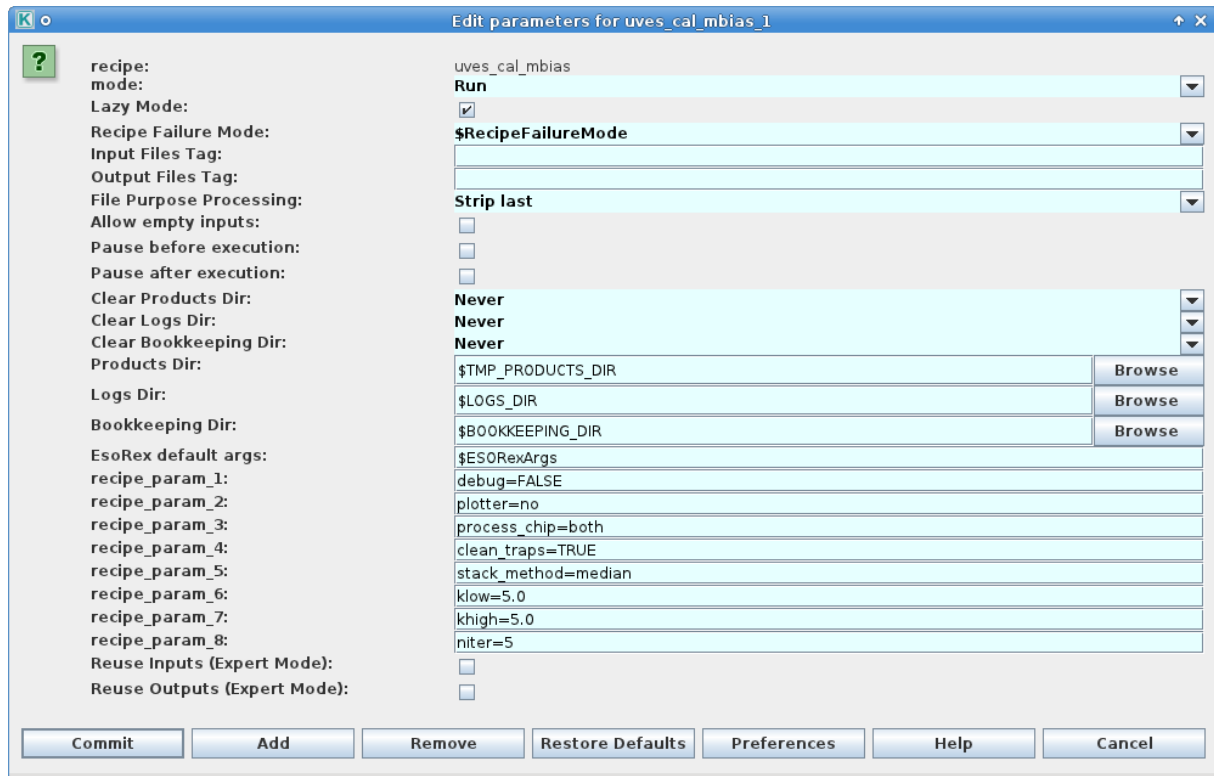 K Edit parameters for uves_cal_mbias_1
?
recipe: uves_cal_mbias
mode: Run
Lazy Mode:
Recipe Failure Mode: $RecipeFailureMode
Input Files Tag:
Output Files Tag:
File Purpose Processing: Strip last
Allow empty inputs:
Pause before execution:
Pause after execution:
Clear Products Dir: Never
Clear Logs Dir: Never
Clear Bookkeeping Dir: Never
Products Dir: $TMP_PRODUCTS_DIR Browse
Logs Dir: $LOGS_DIR Browse
Bookkeeping Dir: $BOOKKEEPING_DIR Browse
EsoRex default args: $ESORexArgs
recipe_param_1: debug=FALSE
recipe_param_2: plotter=no
recipe_param_3: process_chip=both
recipe_param_4: clean_traps=TRUE
recipe_param_5: stack_method=median
recipe_param_6: klow=5.0
recipe_param_7: khigh=5.0
recipe_param_8: niter=5
Reuse Inputs (Expert Mode):
Reuse Outputs (Expert Mode):
Commit Add Remove Restore Defaults Preferences Help Cancel